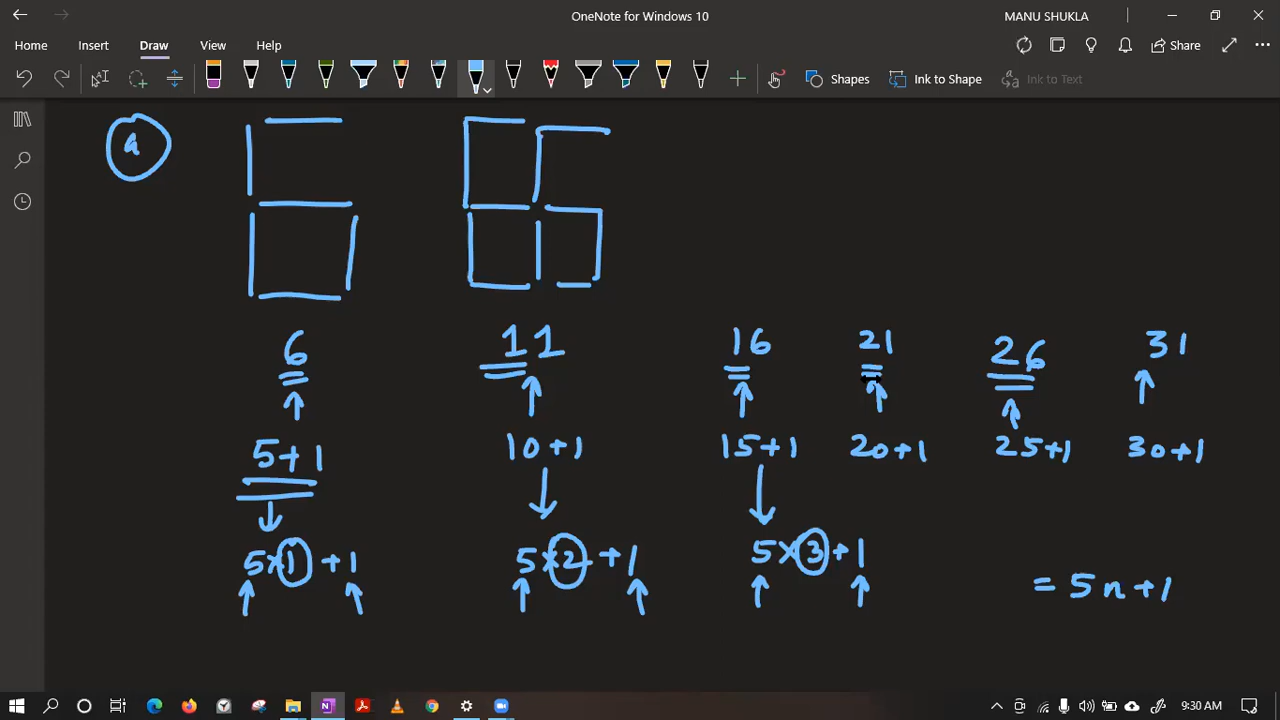 OneNote for Windows 10
MANU SHUKLA
Home Insert Draw View Help
Share
Shapes
Ink to Shape
Ink to Text
a
6 11 16 21 26 31
5+1 10+1 15+1 20+1 25+1 30+1
5×1+1 5×2+1 5×3+1 = 5n+1
9:30 AM